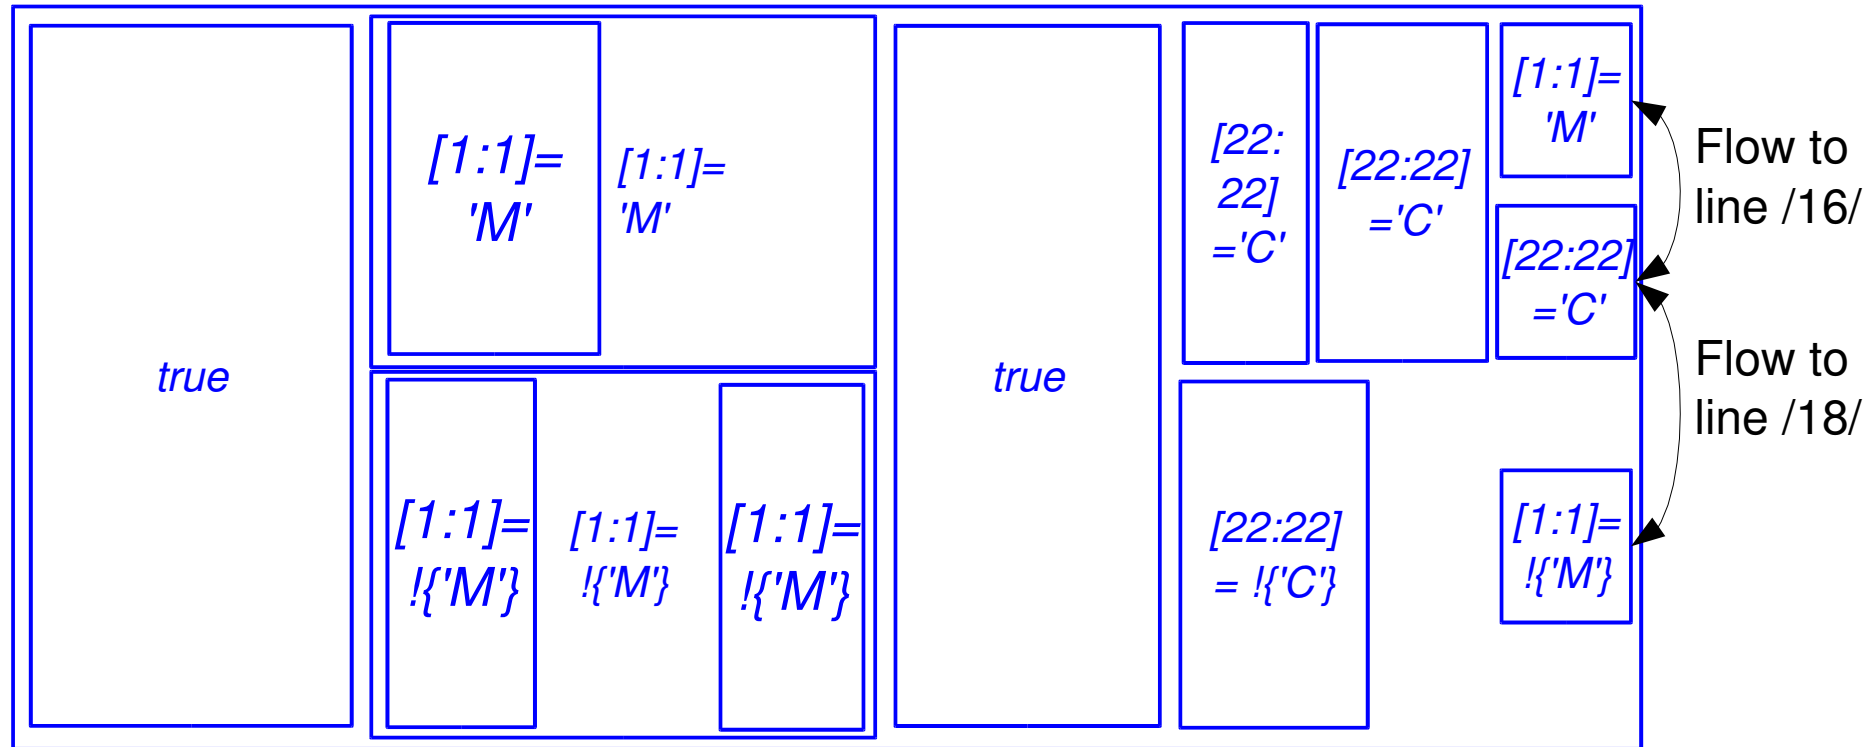 true
[1:1]=
'M'
[1:1]=
'M'
[1:1]=
!{'M'}
[1:1]=
!{'M'}
[1:1]=
!{'M'}
true
[22:
22]
='C'
[22:22]
='C'
[1:1]=
'M'
[22:22]
='C'
[22:22]
= !{'C'}
[1:1]=
!{'M'}
Flow to
line /16/
Flow to
line /18/